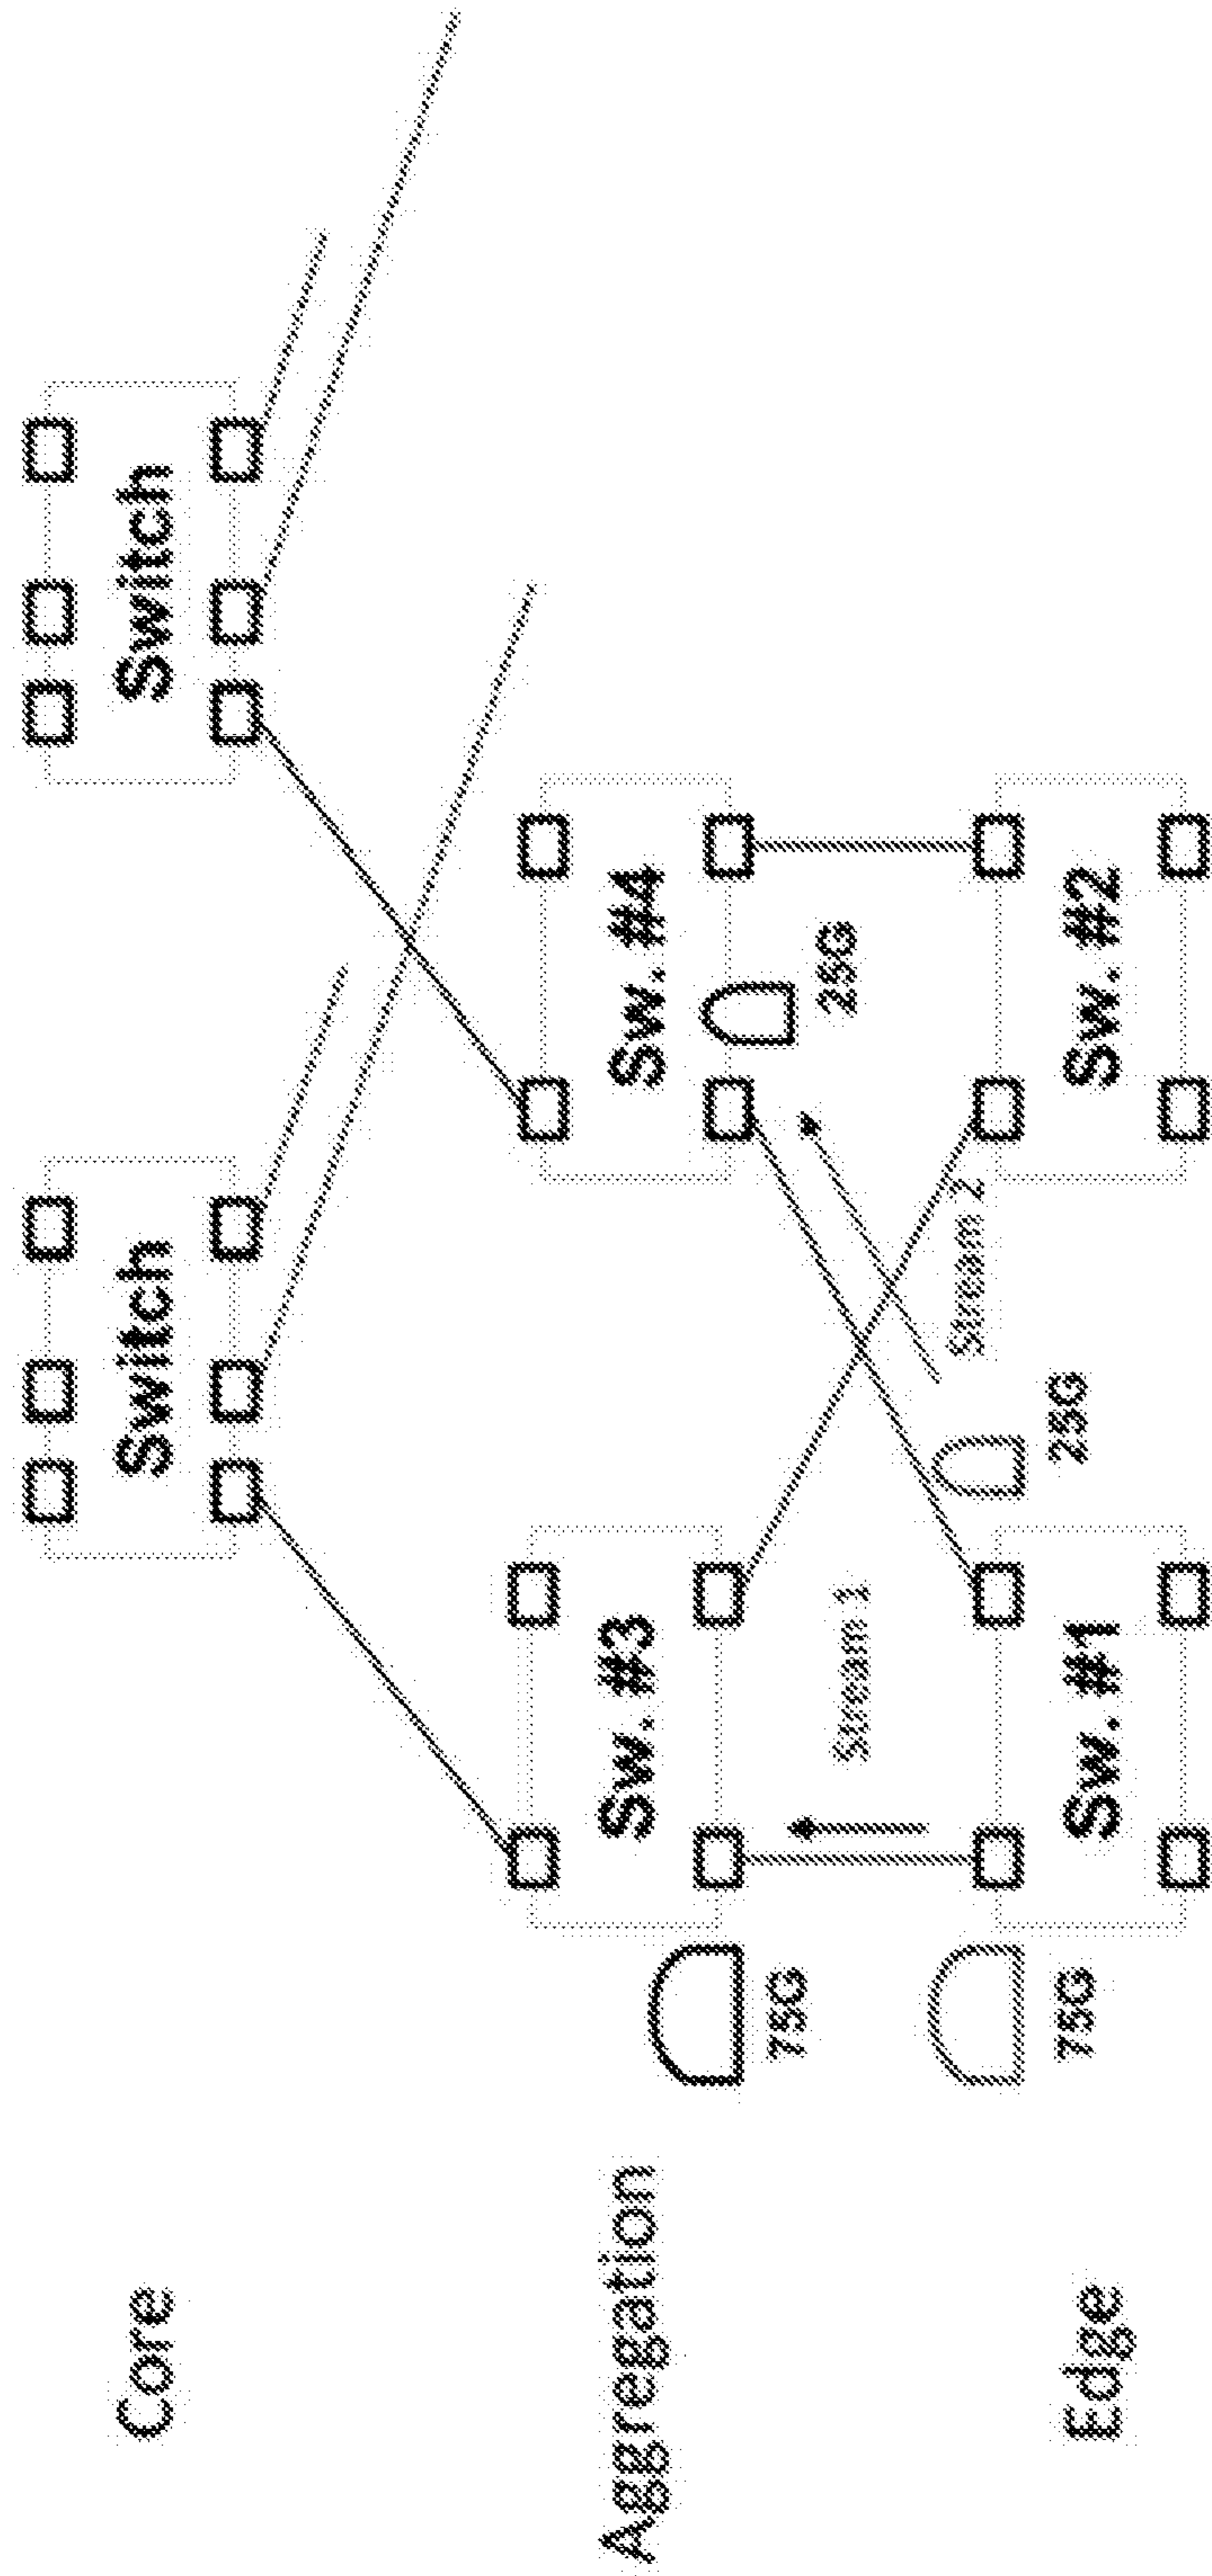 Core
Switch
Switch
Aggregation
Sw. #3
Sw. #4
75G
25G
Stream 1
Stream 2
Edge
Sw. #1
Sw. #2
75G
25G